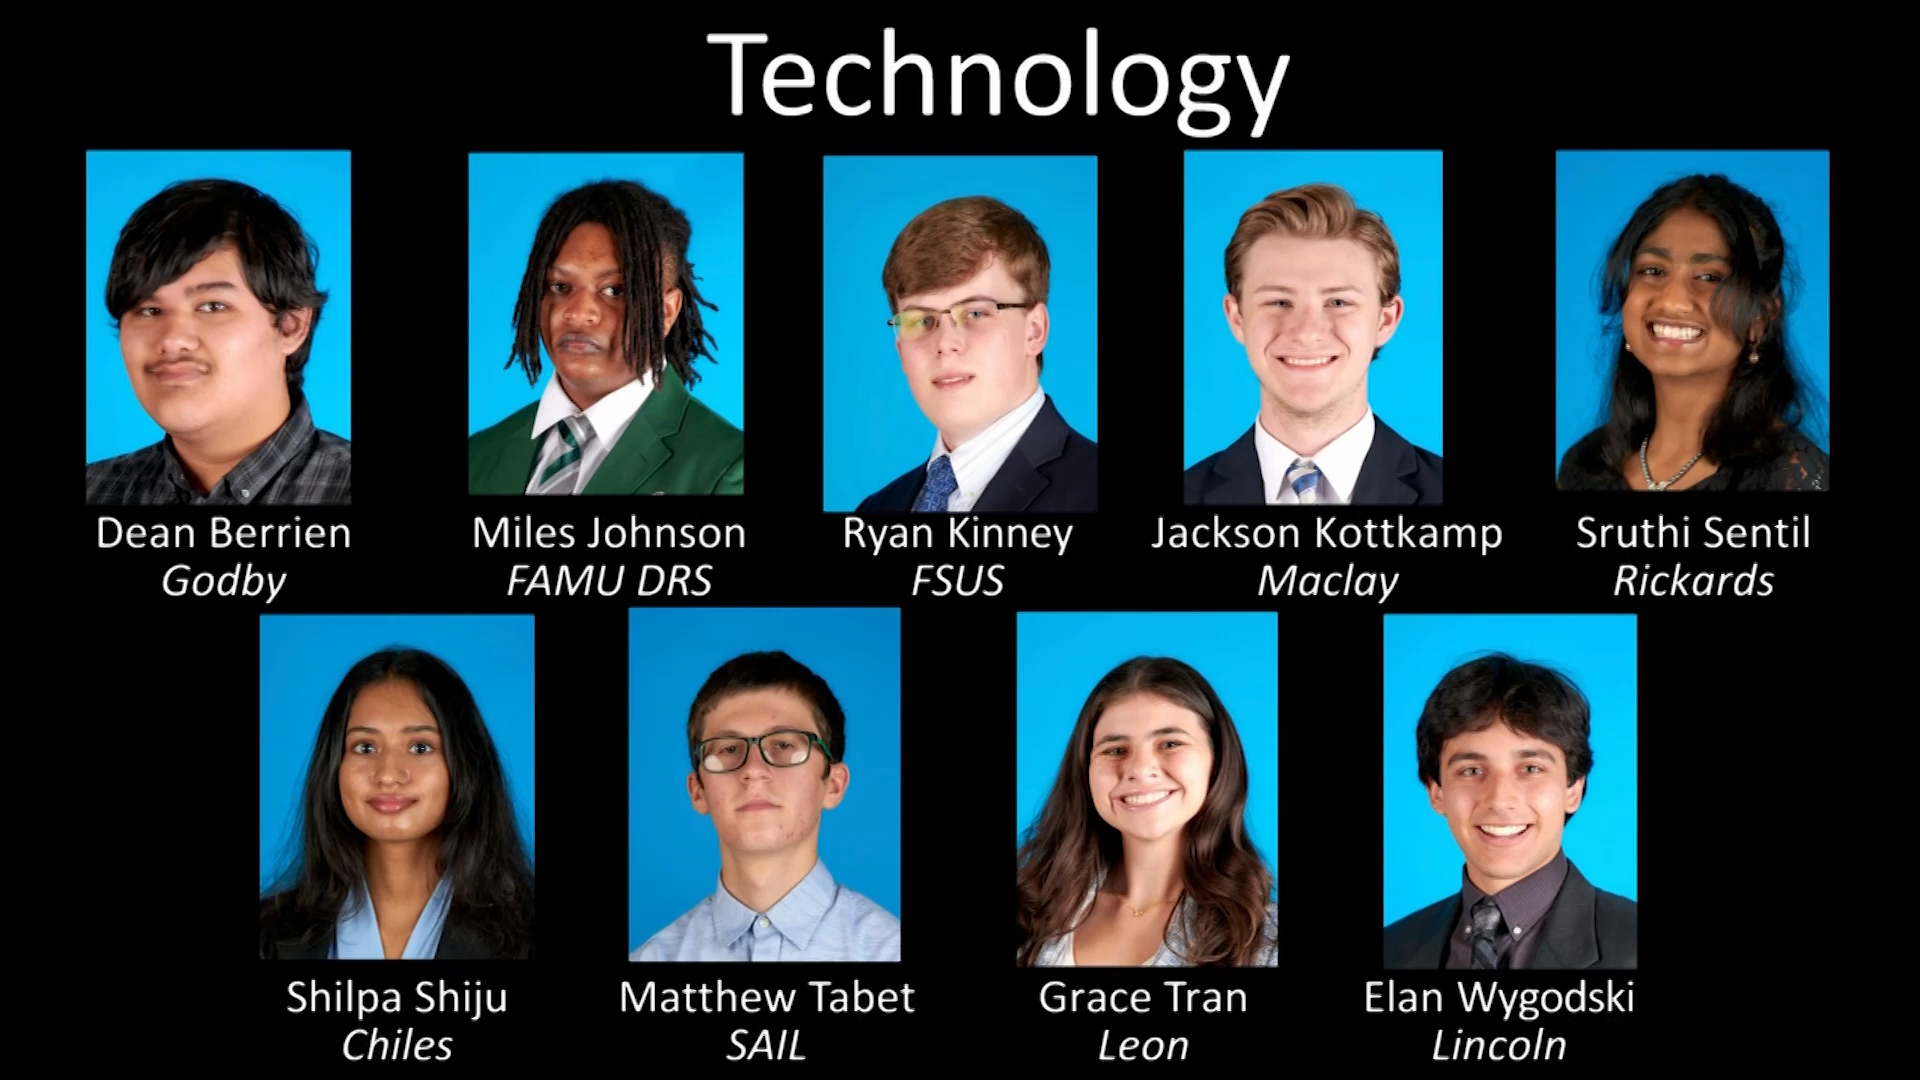 Technology
Dean Berrien
Godby
Miles Johnson
FAMU DRS
Ryan Kinney
FSUS
Jackson Kottkamp
Maclay
Sruthi Sentil
Rickards
Shilpa Shiju
Chiles
Matthew Tabet
SAIL
Grace Tran
Leon
Elan Wygodski
Lincoln